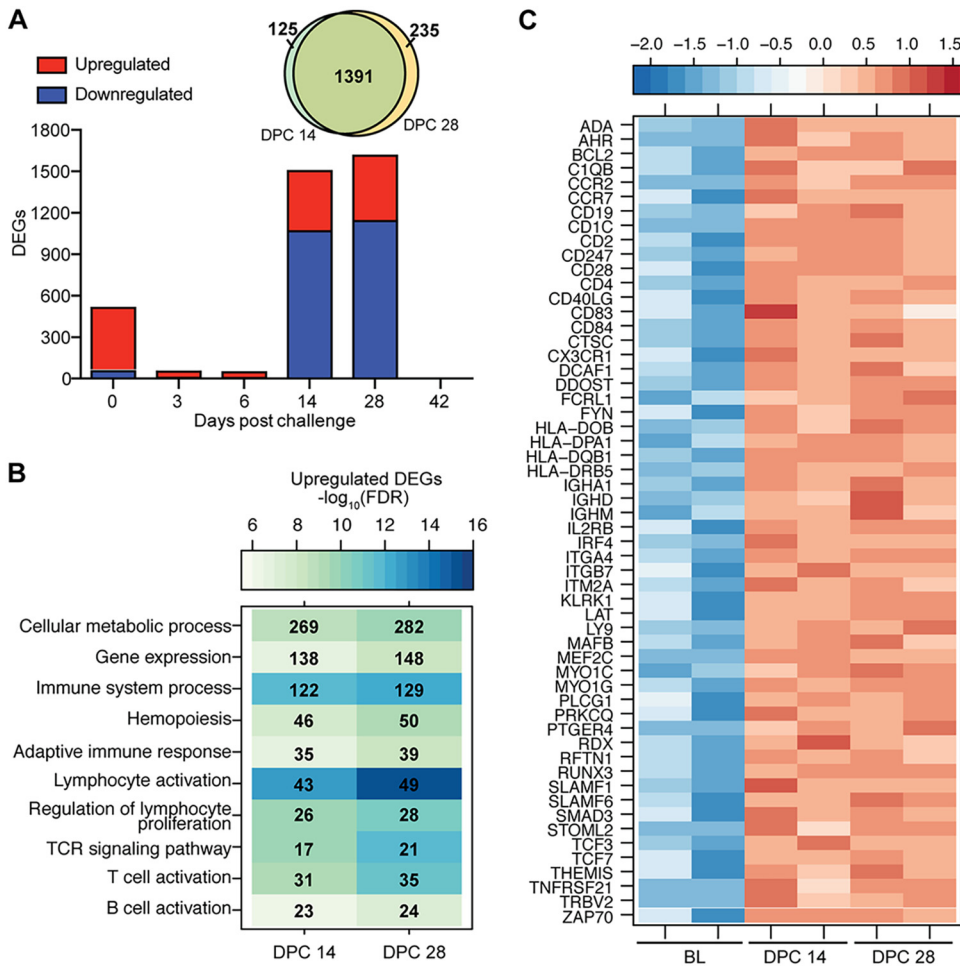 A
125
235
1391
DPC 14
DPC 28
Upregulated
Downregulated
1800
1500
1200
900
600
300
0
DEGs
0 3 6 14 28 42
Days post challenge
B
Upregulated DEGs
-log10(FDR)
6 8 10 12 14 16
Cellular metabolic process 269 282
Gene expression 138 148
Immune system process 122 129
Hemopoiesis 46 50
Adaptive immune response 35 39
Lymphocyte activation 43 49
Regulation of lymphocyte
proliferation 26 28
TCR signaling pathway 17 21
T cell activation 31 35
B cell activation 23 24
DPC 14 DPC 28
C
−2.0 −1.5 −1.0 −0.5 0.0 0.5 1.0 1.5
ADA
AHR
BCL2
C1QB
CCR2
CCR7
CD19
CD1C
CD2
CD247
CD28
CD4
CD40LG
CD83
CD84
CTSC
CX3CR1
DCAF1
DDOST
FCRL1
FYN
HLA−DOB
HLA−DPA1
HLA−DQB1
HLA−DRB5
IGHA1
IGHD
IGHM
IL2RB
IRF4
ITGA4
ITGB7
ITM2A
KLRK1
LAT
LY9
MAFB
MEF2C
MYO1C
MYO1G
PLCG1
PRKCQ
PTGER4
RDX
RFTN1
RUNX3
SLAMF1
SLAMF6
SMAD3
STOML2
TCF3
TCF7
THEMIS
TNFRSF21
TRBV2
ZAP70
BL DPC 14 DPC 28